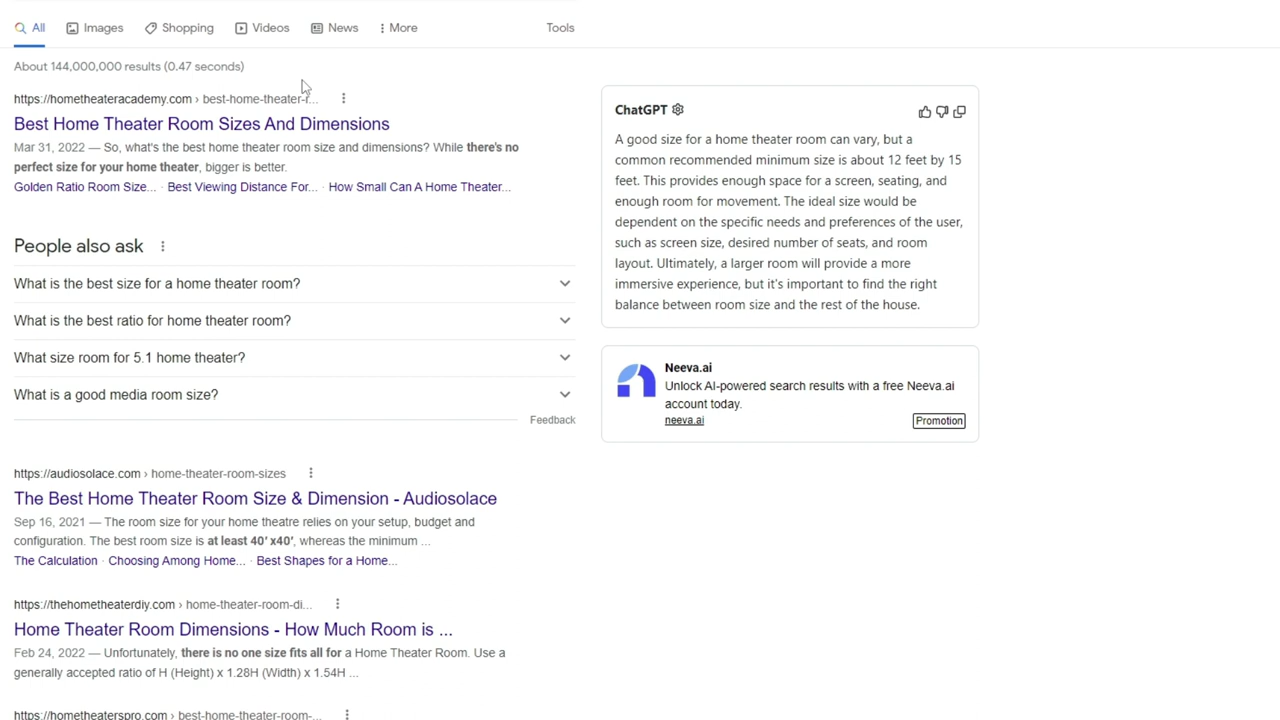 All Images Shopping Videos News More Tools
About 144,000,000 results (0.47 seconds)
https://hometheateracademy.com › best-home-theater-r...
Best Home Theater Room Sizes And Dimensions
Mar 31, 2022 — So, what's the best home theater room size and dimensions? While there's no
perfect size for your home theater, bigger is better.
Golden Ratio Room Size... · Best Viewing Distance For... · How Small Can A Home Theater...
People also ask
What is the best size for a home theater room?
What is the best ratio for home theater room?
What size room for 5.1 home theater?
What is a good media room size?
Feedback
https://audiosolace.com › home-theater-room-sizes
The Best Home Theater Room Size & Dimension - Audiosolace
Sep 16, 2021 — The room size for your home theatre relies on your setup, budget and
configuration. The best room size is at least 40′ x40′, whereas the minimum ...
The Calculation · Choosing Among Home... · Best Shapes for a Home...
https://thehometheaterdiy.com › home-theater-room-di...
Home Theater Room Dimensions - How Much Room is ...
Feb 24, 2022 — Unfortunately, there is no one size fits all for a Home Theater Room. Use a
generally accepted ratio of H (Height) x 1.28H (Width) x 1.54H ...
https://hometheaterspro.com › best-home-theater-room-...
ChatGPT
A good size for a home theater room can vary, but a
common recommended minimum size is about 12 feet by 15
feet. This provides enough space for a screen, seating, and
enough room for movement. The ideal size would be
dependent on the specific needs and preferences of the user,
such as screen size, desired number of seats, and room
layout. Ultimately, a larger room will provide a more
immersive experience, but it's important to find the right
balance between room size and the rest of the house.
Neeva.ai
Unlock AI-powered search results with a free Neeva.ai
account today.
neeva.ai
Promotion